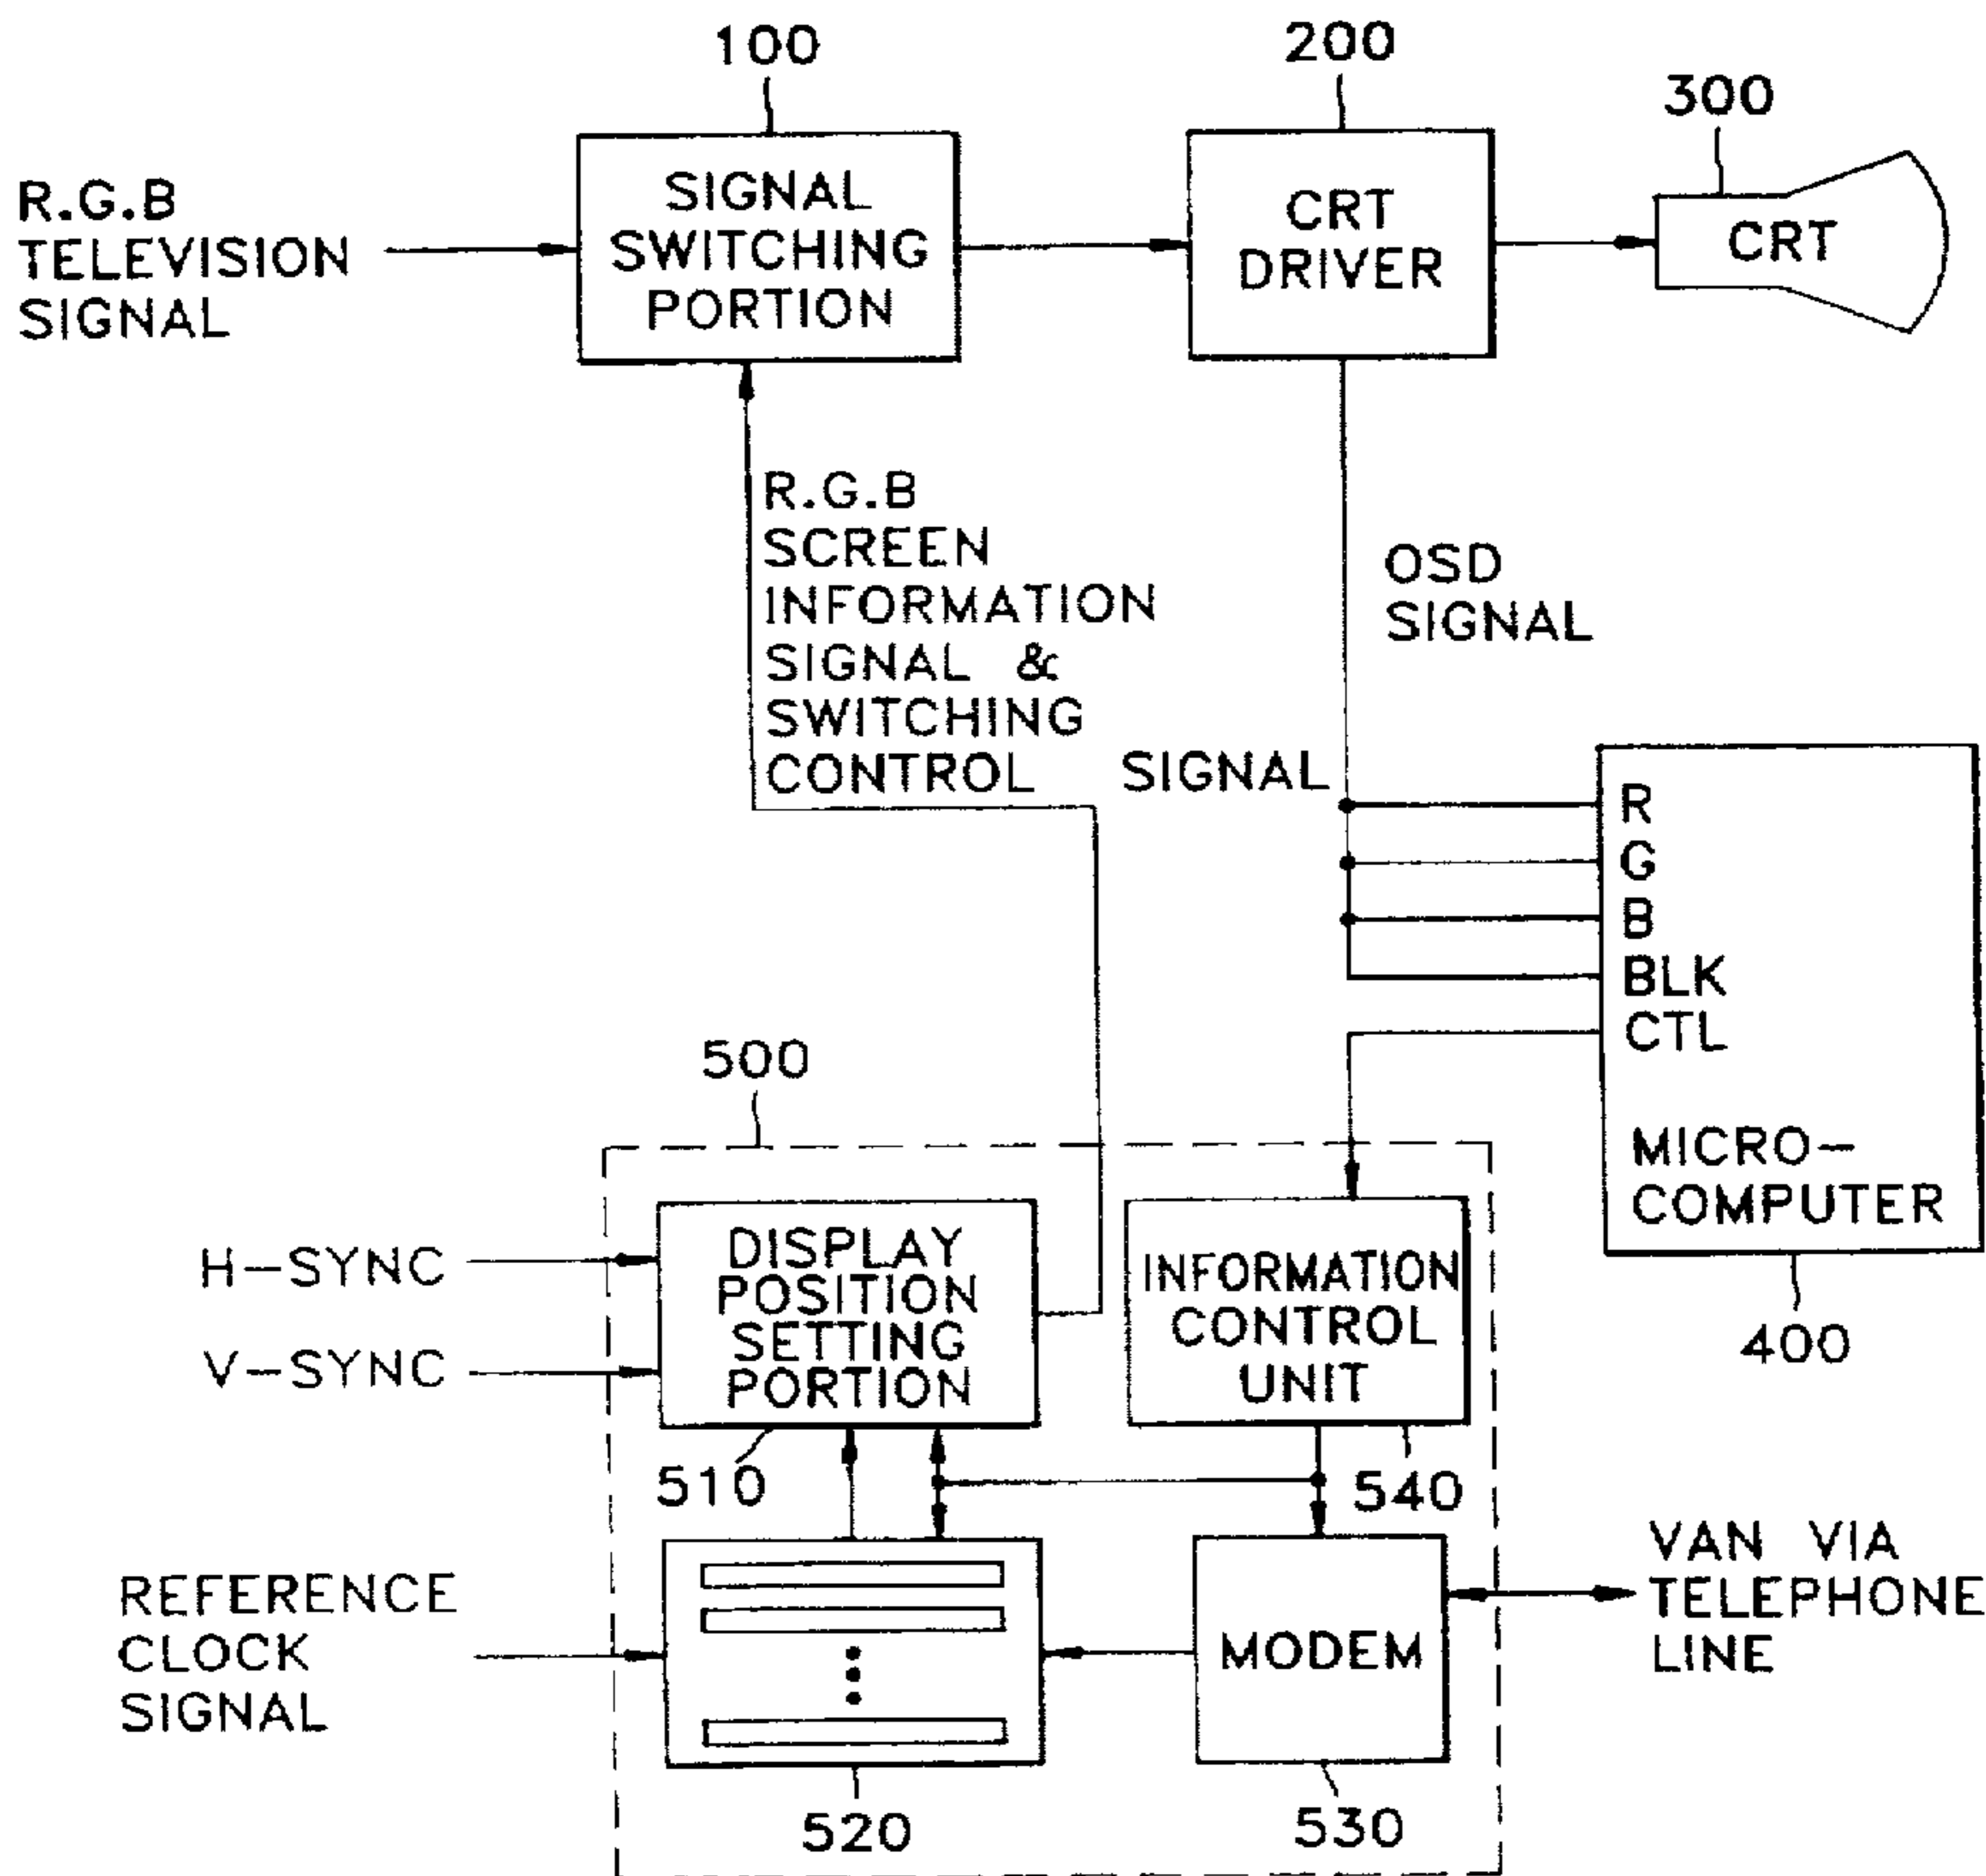 100
200
300
R.G.B
TELEVISION
SIGNAL
SIGNAL
SWITCHING
PORTION
CRT
DRIVER
CRT
R.G.B
SCREEN
INFORMATION
SIGNAL &
SWITCHING
CONTROL
SIGNAL
OSD
SIGNAL
R
G
B
BLK
CTL
MICRO-
COMPUTER
400
500
H-SYNC
V-SYNC
DISPLAY
POSITION
SETTING
PORTION
510
INFORMATION
CONTROL
UNIT
540
REFERENCE
CLOCK
SIGNAL
520
MODEM
530
VAN VIA
TELEPHONE
LINE